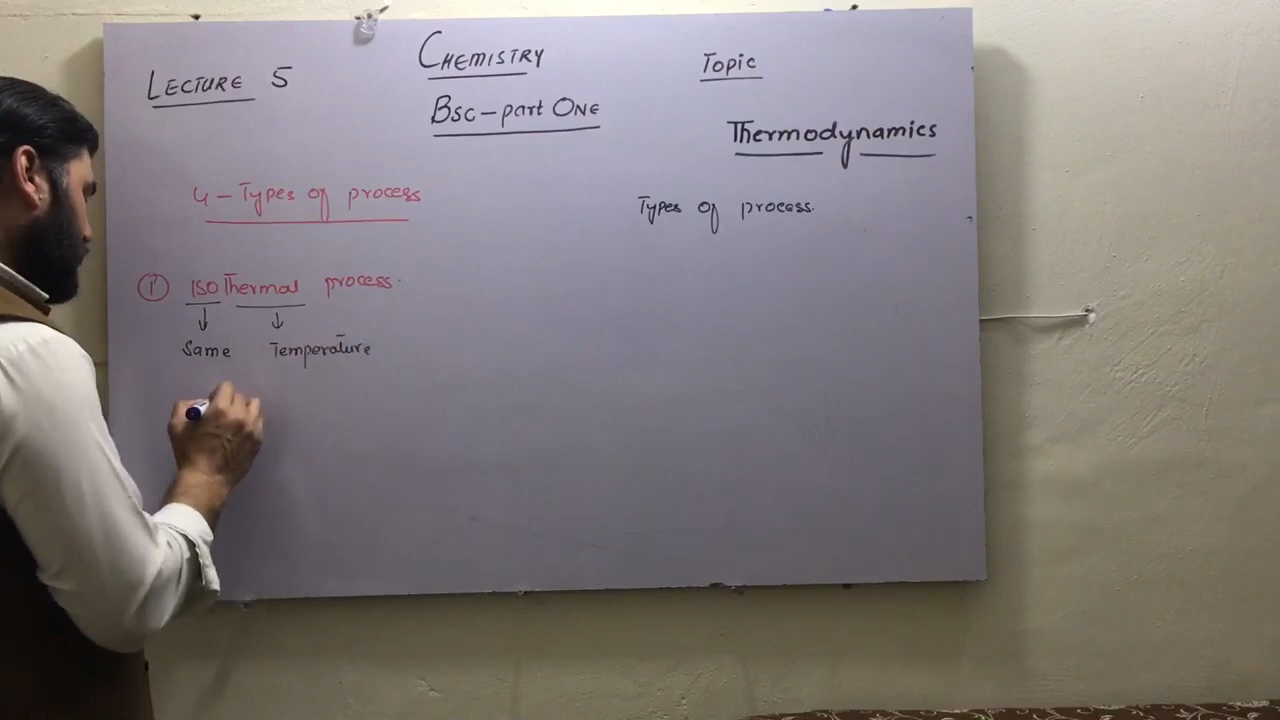 LECTURE 5
CHEMISTRY
Bsc-part ONE
Topic
Thermodynamics
4 - Types of process
Types of process.
1 ISOThermal process.
↓ ↓
Same Temperature